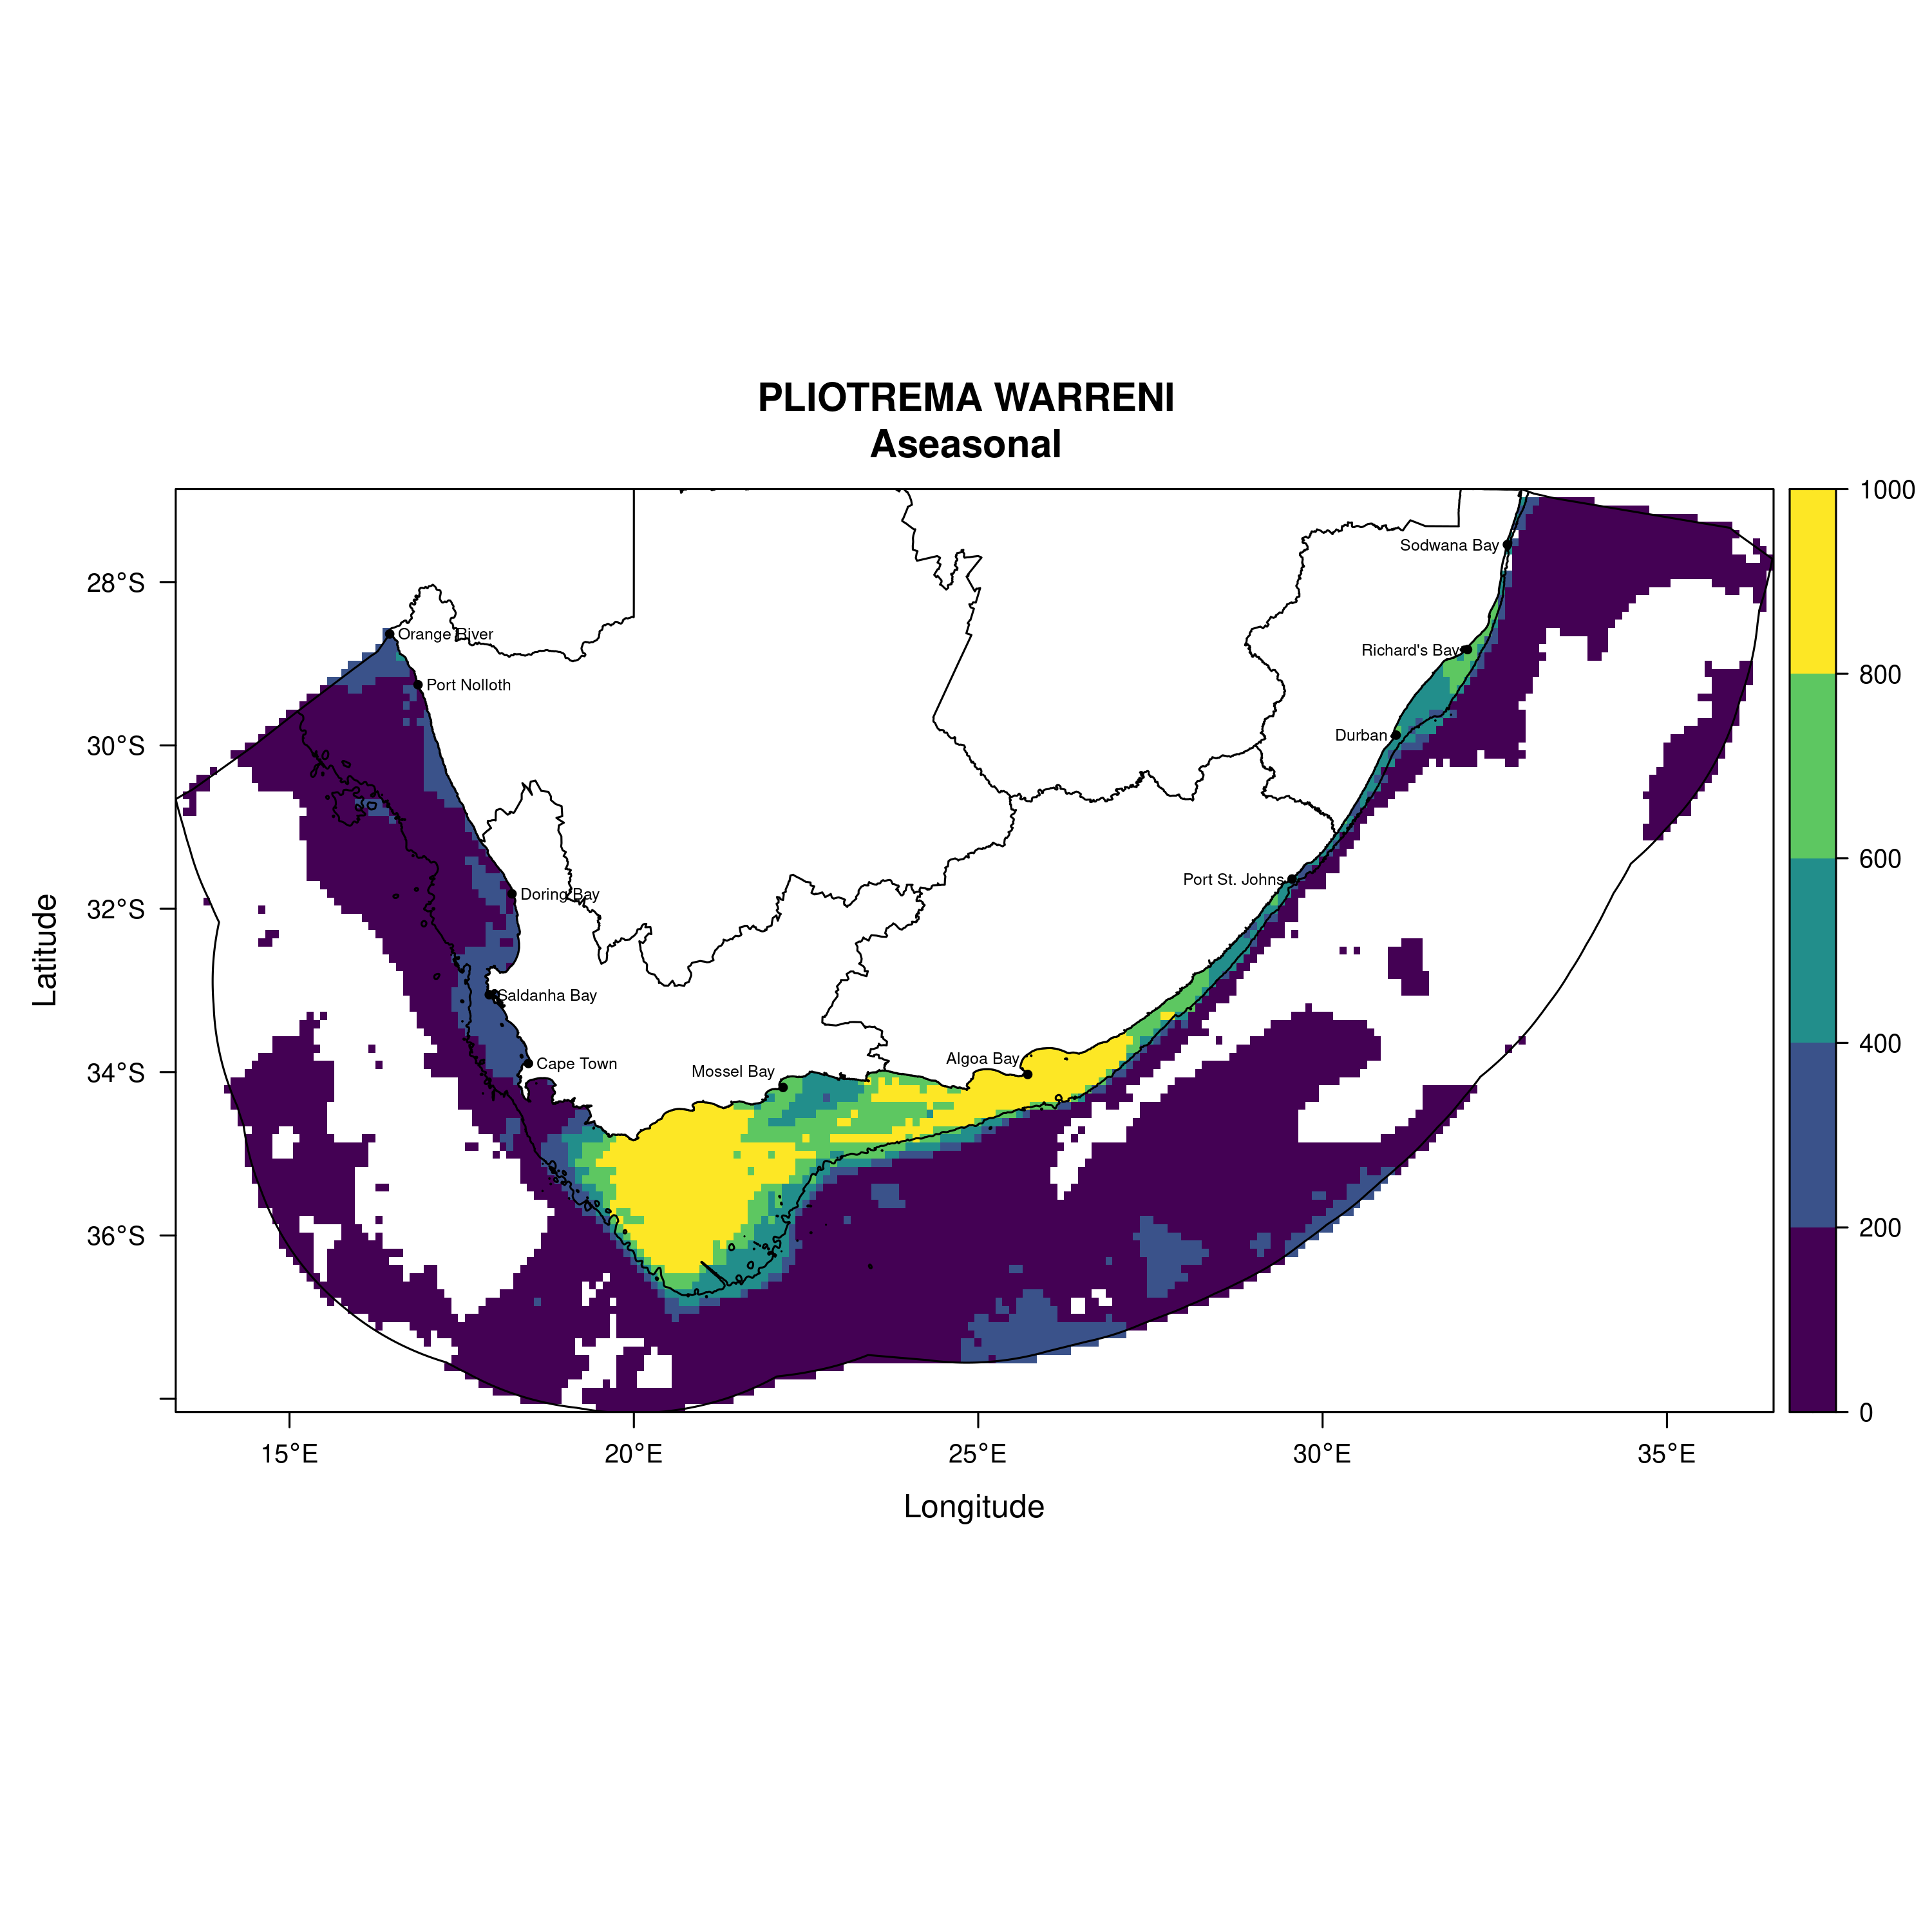 PLIOTREMA WARRENI
Aseasonal
Sodwana Bay
Richard's Bay
Durban
Port St. Johns
Orange River
Port Nolloth
Doring Bay
Saldanha Bay
Cape Town
Mossel Bay
Algoa Bay
28°S
30°S
32°S
34°S
36°S
Latitude
15°E
20°E
25°E
30°E
35°E
Longitude
1000
800
600
400
200
0